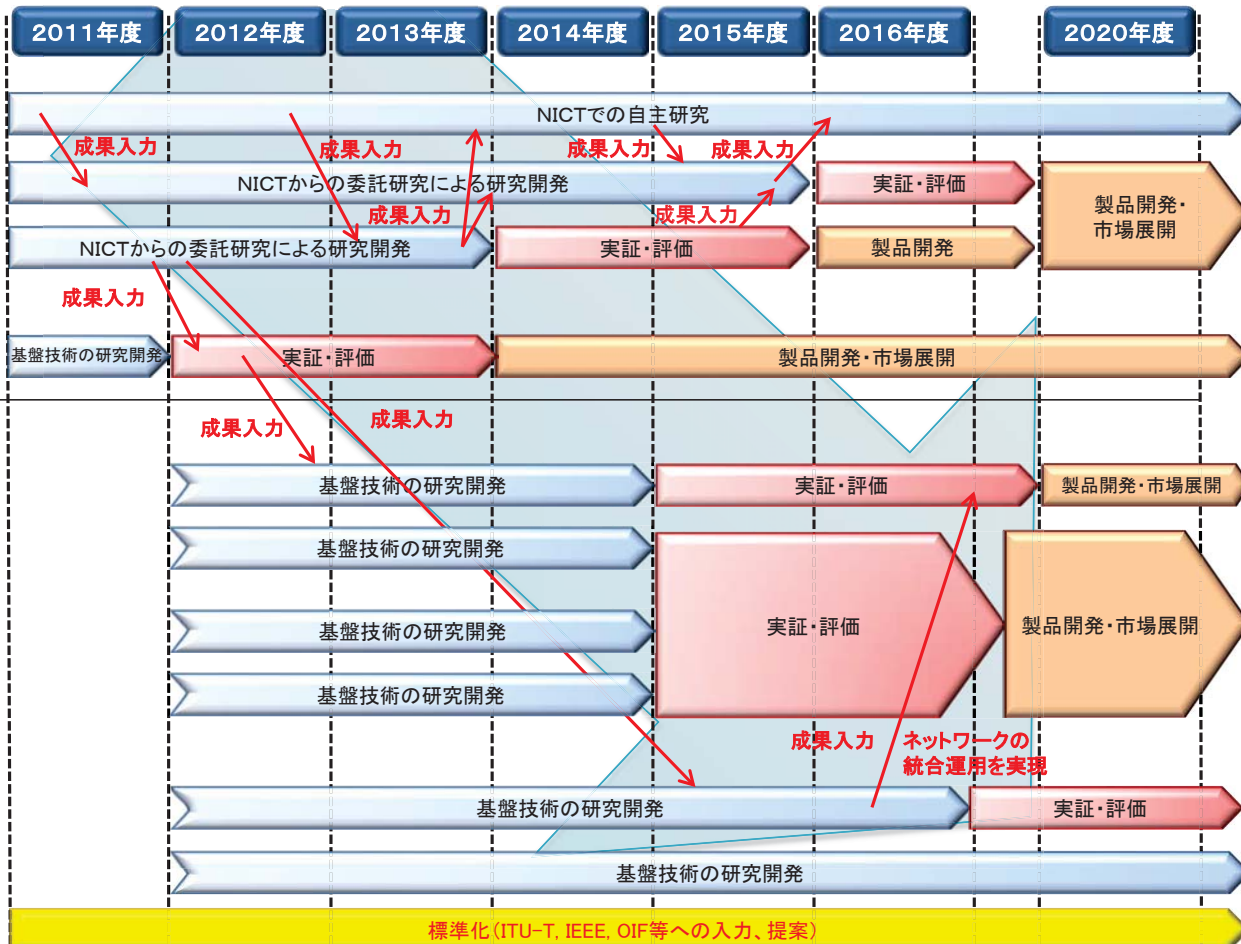 2011年度
2012年度
2013年度
2014年度
2015年度
2016年度
2020年度
NICTでの自主研究
成果入力
成果入力
成果入力
成果入力
NICTからの委託研究による研究開発
実証・評価
製品開発・
市場展開
成果入力
成果入力
NICTからの委託研究による研究開発
実証・評価
製品開発
成果入力
基盤技術の研究開発
実証・評価
製品開発・市場展開
成果入力
成果入力
基盤技術の研究開発
実証・評価
製品開発・市場展開
基盤技術の研究開発
実証・評価
製品開発・市場展開
基盤技術の研究開発
基盤技術の研究開発
成果入力
ネットワークの
統合運用を実現
基盤技術の研究開発
実証・評価
基盤技術の研究開発
標準化(ITU-T, IEEE, OIF等への入力、提案)